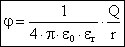 φ = 1 / (4 · π · ε₀ · εᵣ) · Q / r